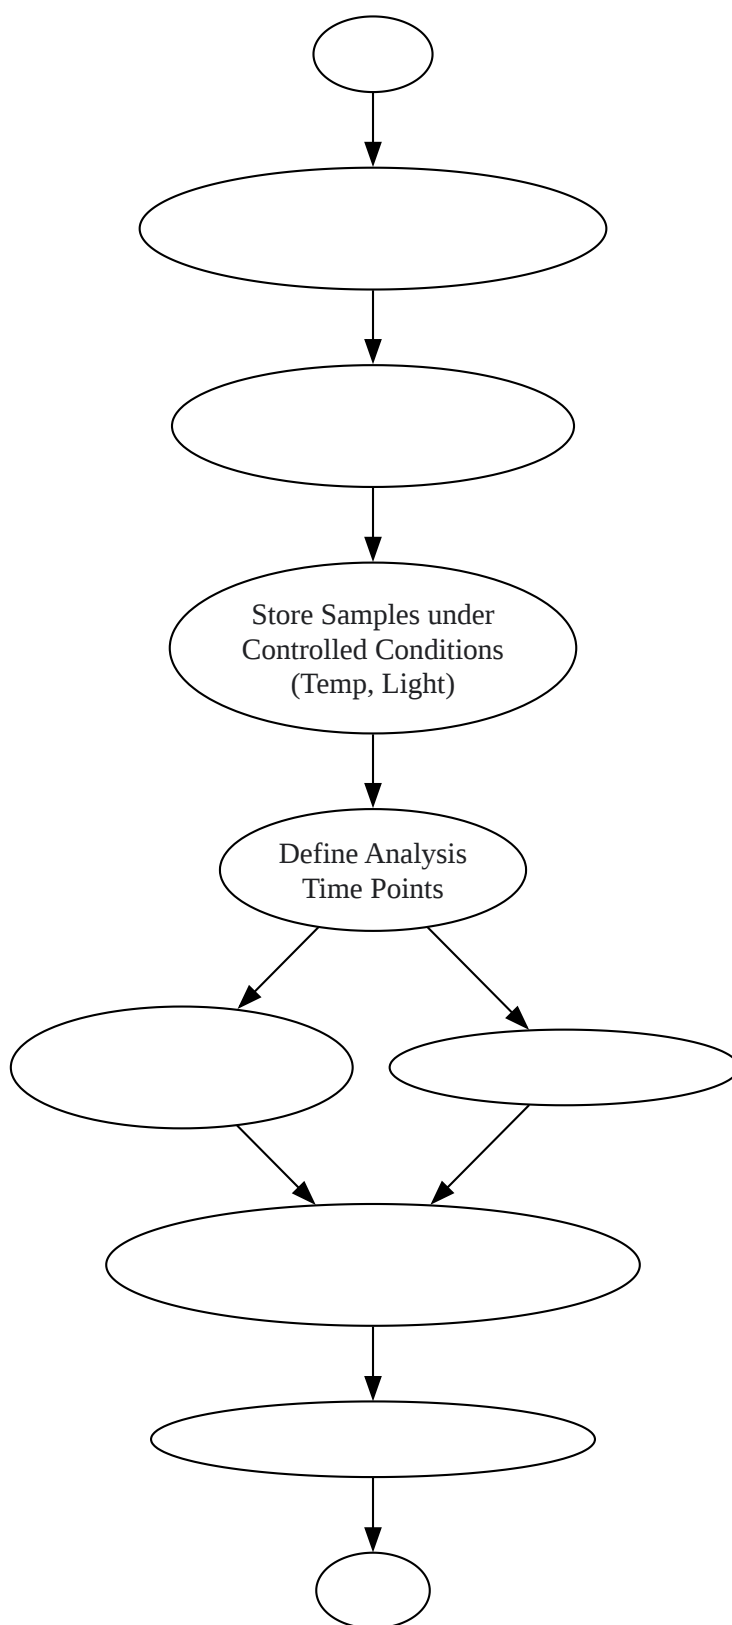 Store Samples under
Controlled Conditions
(Temp, Light)
Define Analysis
Time Points